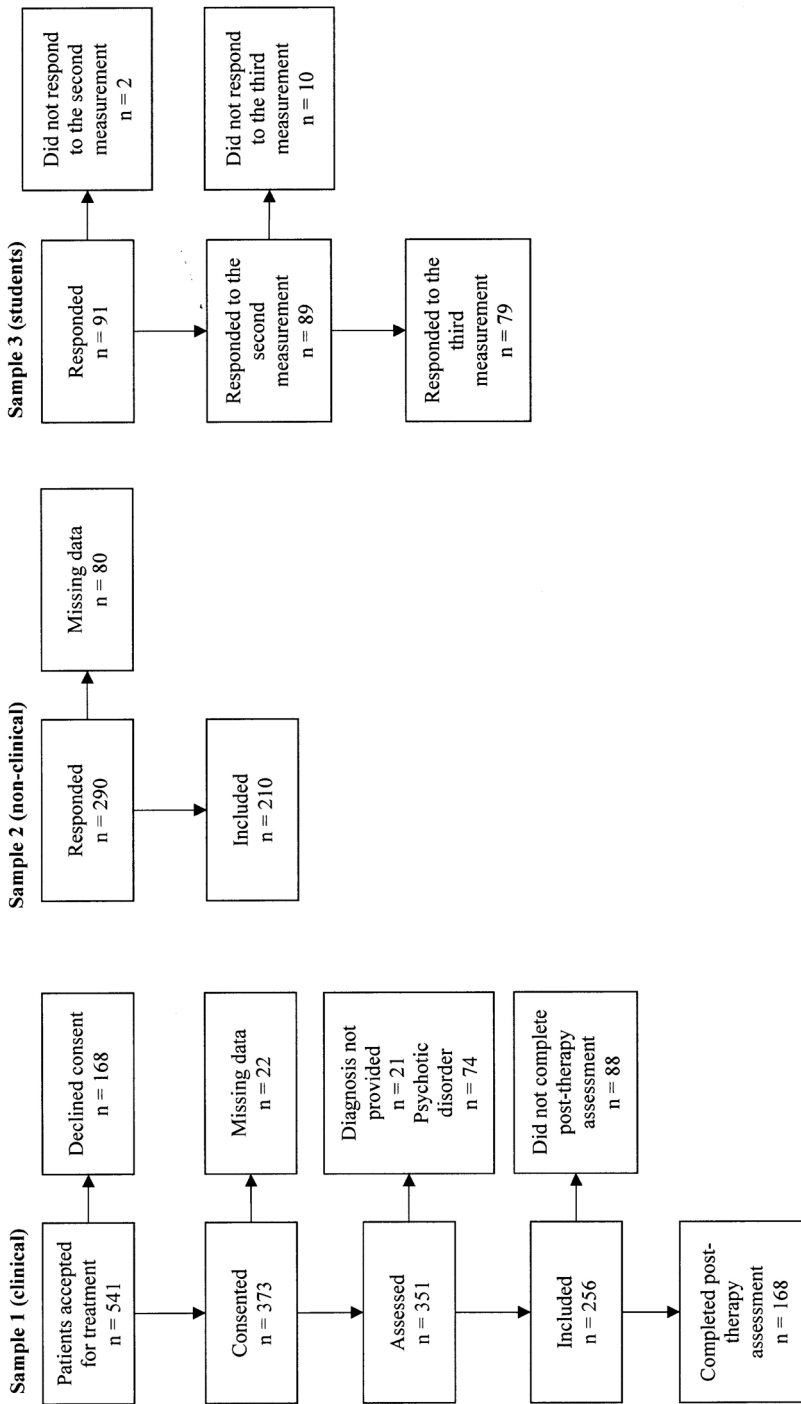 Sample 1 (clinical)
Patients accepted
for treatment
n = 541
Declined consent
n = 168
Consented
n = 373
Missing data
n = 22
Assessed
n = 351
Diagnosis not
provided
n = 21
Psychotic
disorder
n = 74
Included
n = 256
Did not complete
post-therapy
assessment
n = 88
Completed post-
therapy
assessment
n = 168
Sample 2 (non-clinical)
Responded
n = 290
Missing data
n = 80
Included
n = 210
Sample 3 (students)
Responded
n = 91
Did not respond
to the second
measurement
n = 2
Responded to the
second
measurement
n = 89
Did not respond
to the third
measurement
n = 10
Responded to the
third
measurement
n = 79